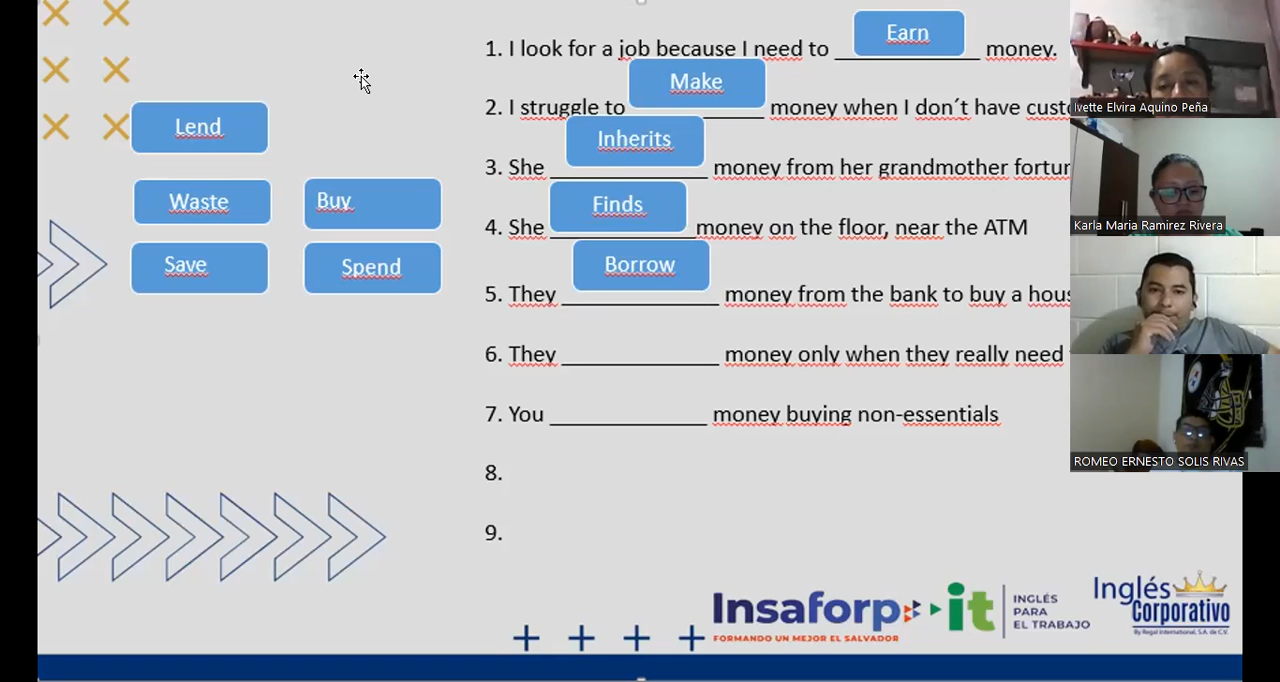 1. I look for a job because I need to Earn money.
2. I struggle to Make money when I don´t have
3. She Inherits money from her grandmother
4. She Finds money on the floor, near the ATM
5. They Borrow money from the bank to buy a
6. They ____________ money only when they really need
7. You ____________ money buying non-essentials
8.
9.
Lend
Waste
Buy
Save
Spend
Ivette Elvira Aquino Peña
Karla Maria Ramirez Rivera
ROMEO ERNESTO SOLIS RIVAS
Insaforp
FORMANDO UN MEJOR EL SALVADOR
it
INGLÉS
PARA
EL TRABAJO
Inglés
Corporativo
By Regal International, S.A. de C.V.